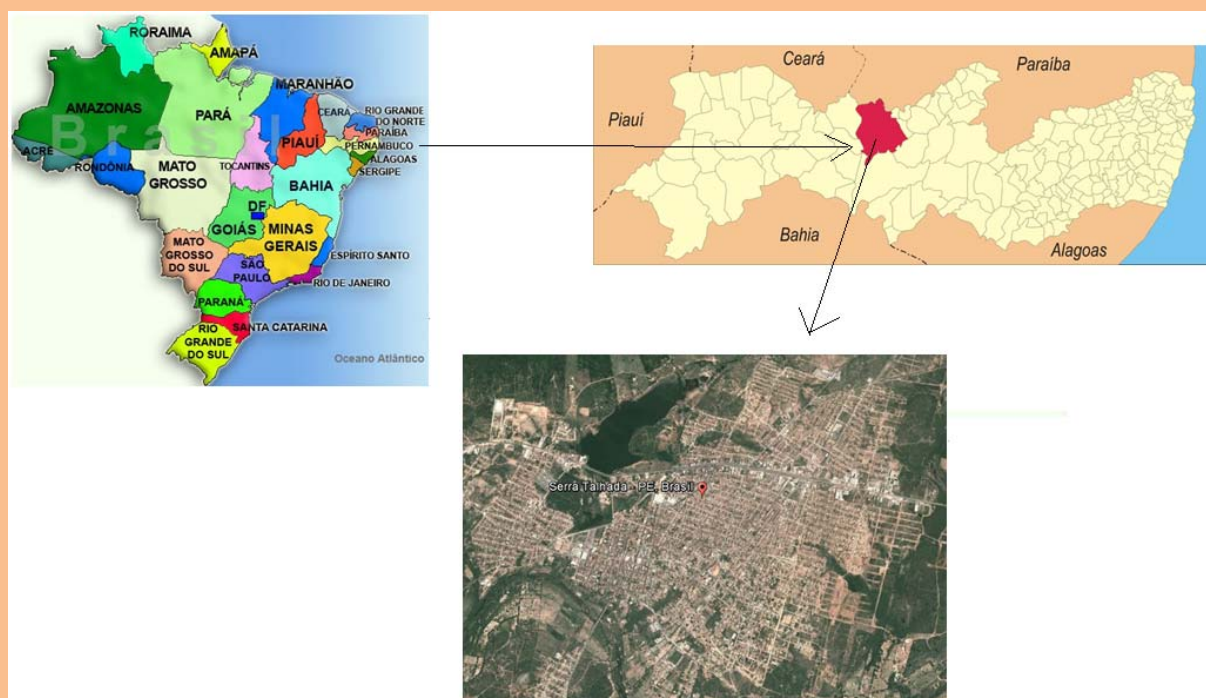 RORAIMA
AMAPÁ
AMAZONAS
PARÁ
MARANHÃO
CEARÁ
RIO GRANDE
DO NORTE
PARAÍBA
PERNAMBUCO
ALAGOAS
SERGIPE
PIAUÍ
Brasil
ACRE
RONDÔNIA
MATO
GROSSO
TOCANTINS
BAHIA
DF
GOIÁS
MINAS
GERAIS
MATO
GROSSO
DO SUL
SÃO
PAULO
ESPÍRITO SANTO
RIO DE JANEIRO
PARANÁ
SANTA CATARINA
RIO
GRANDE
DO SUL
Oceano Atlântico
Ceará
Paraíba
Piauí
Bahia
Alagoas
Serra Talhada - PE, Brasil